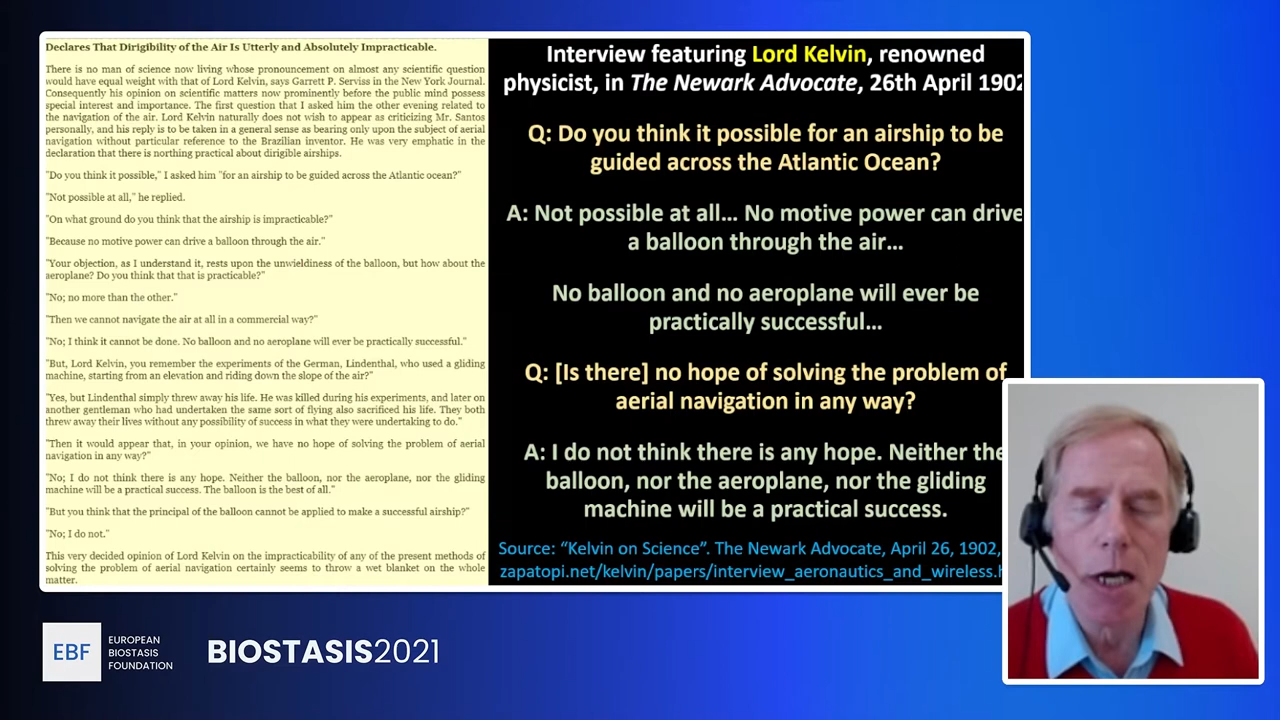 Declares That Dirigibility of the Air Is Utterly and Absolutely Impracticable.
There is no man of science now living whose pronouncement on almost any scientific question
would have equal weight with that of Lord Kelvin, says Garrett P. Serviss in the New York Journal.
Consequently his opinion on scientific matters now prominently before the public mind possess
special interest and importance. The first question that I asked him the other evening related to
the navigation of the air. Lord Kelvin naturally does not wish to appear as criticizing Mr. Santos
personally, and his reply is to be taken in a general sense as bearing only upon the subject of aerial
navigation without particular reference to the Brazilian inventor. He was very emphatic in the
declaration that there is northing practical about dirigible airships.
"Do you think it possible," I asked him "for an airship to be guided across the Atlantic ocean?"
"Not possible at all," he replied.
"On what ground do you think that the airship is impracticable?"
"Because no motive power can drive a balloon through the air."
"Your objection, as I understand it, rests upon the unwieldiness of the balloon, but how about the
aeroplane? Do you think that that is practicable?"
"No; no more than the other."
"Then we cannot navigate the air at all in a commercial way?"
"No; I think it cannot be done. No balloon and no aeroplane will ever be practically successful."
"But, Lord Kelvin, you remember the experiments of the German, Lindenthal, who used a gliding
machine, starting from an elevation and riding down the slope of the air?"
"Yes, but Lindenthal simply threw away his life. He was killed during his experiments, and later on
another gentleman who had undertaken the same sort of flying also sacrificed his life. They both
threw away their lives without any possibility of success in what they were undertaking to do."
"Then it would appear that, in your opinion, we have no hope of solving the problem of aerial
navigation in any way?"
"No; I do not think there is any hope. Neither the balloon, nor the aeroplane, nor the gliding
machine will be a practical success. The balloon is the best of all."
"But you think that the principal of the balloon cannot be applied to make a successful airship?"
"No; I do not."
This very decided opinion of Lord Kelvin on the impracticability of any of the present methods of
solving the problem of aerial navigation certainly seems to throw a wet blanket on the whole
matter.
Interview featuring Lord Kelvin, renowned
physicist, in The Newark Advocate, 26th April 1902
Q: Do you think it possible for an airship to be
guided across the Atlantic Ocean?
A: Not possible at all... No motive power can drive
a balloon through the air...
No balloon and no aeroplane will ever be
practically successful...
Q: [Is there] no hope of solving the problem of
aerial navigation in any way?
A: I do not think there is any hope. Neither the
balloon, nor the aeroplane, nor the gliding
machine will be a practical success.
Source: “Kelvin on Science”. The Newark Advocate, April 26, 1902,
zapatopi.net/kelvin/papers/interview_aeronautics_and_wireless.
EBF
EUROPEAN
BIOSTASIS
FOUNDATION
BIOSTASIS2021